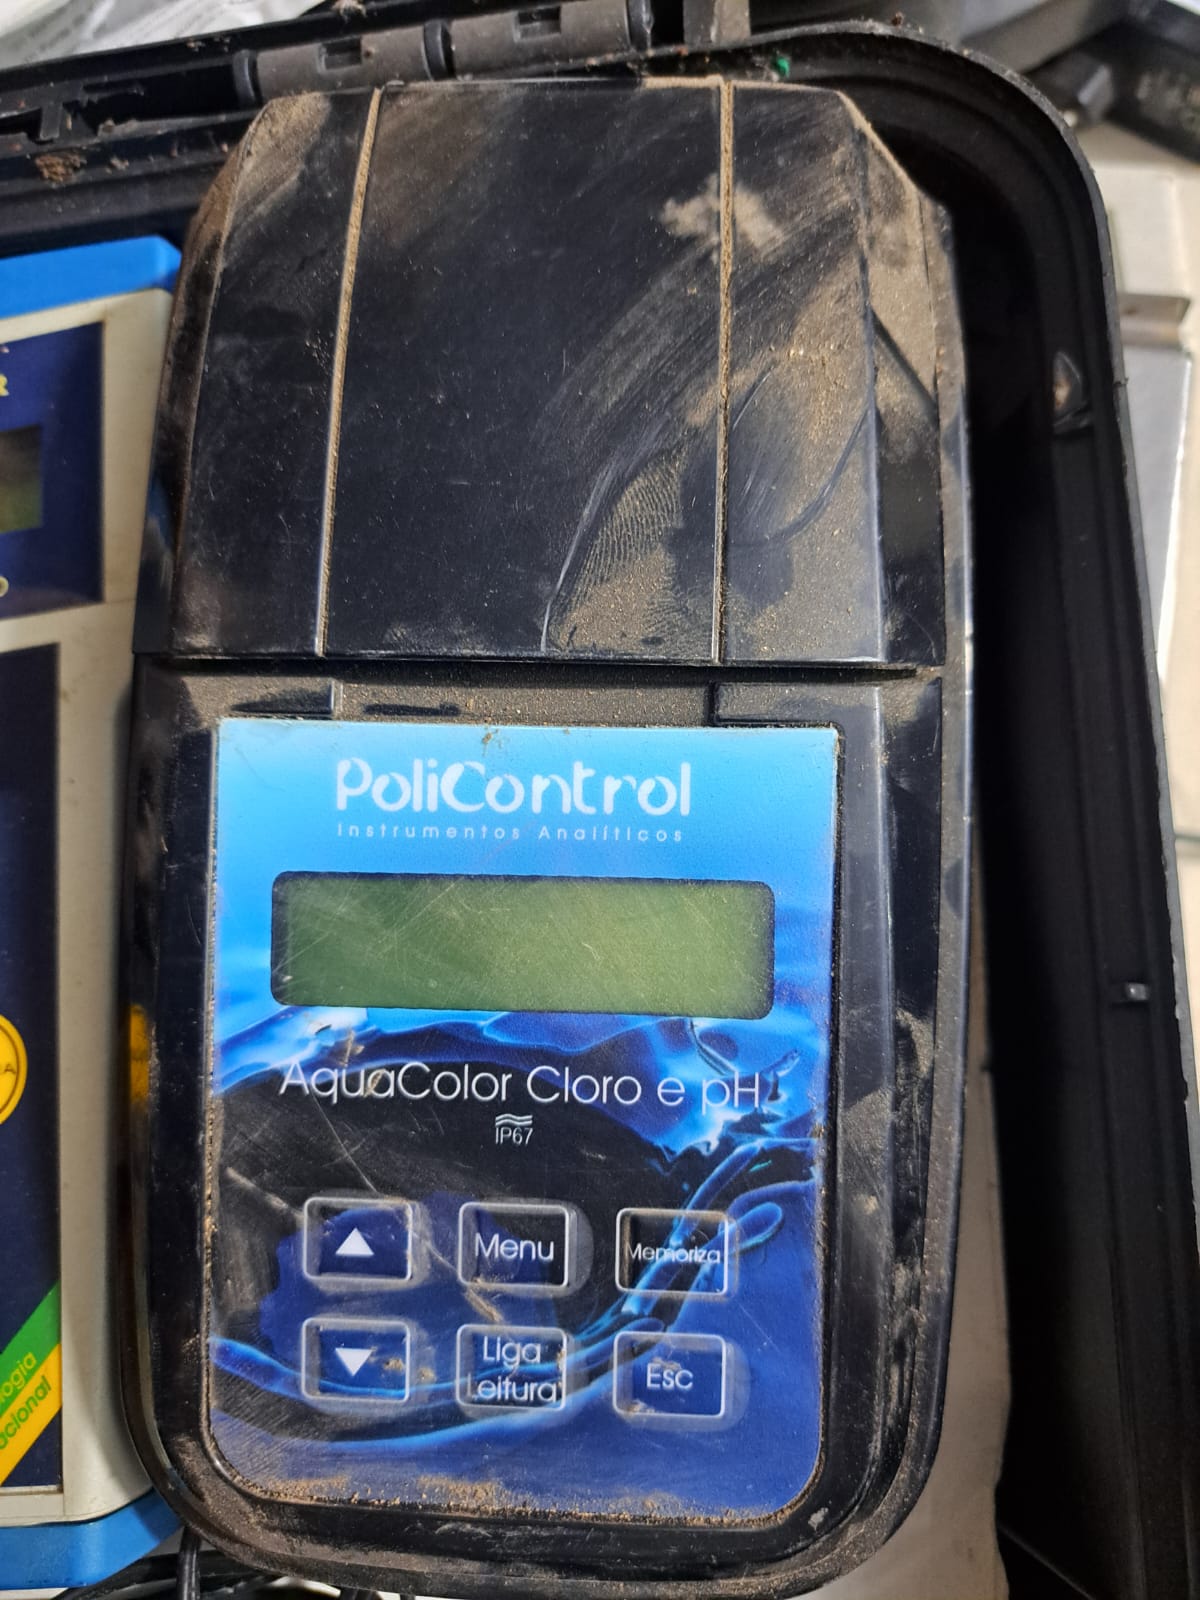 PoliControl
Instrumentos Analíticos
AquaColor Cloro e pH
IP67
Menu
Memoriza
Liga
Leitura
Esc